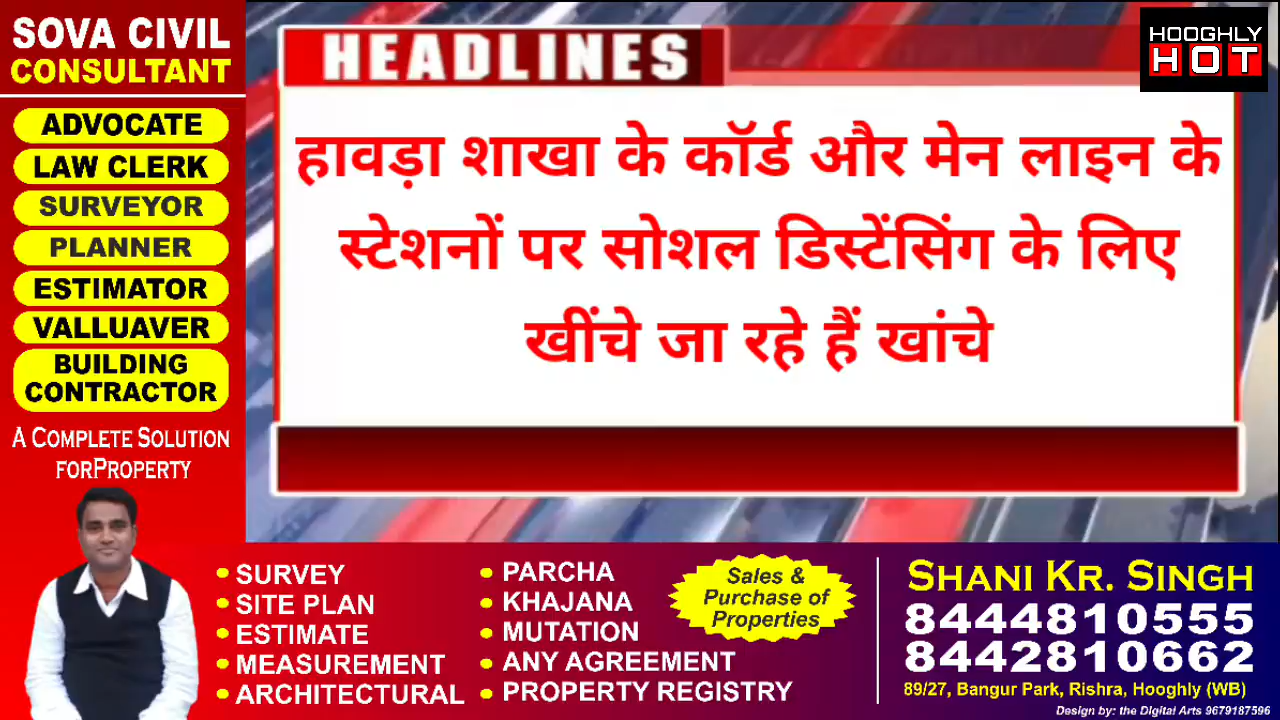 SOVA CIVIL
CONSULTANT
ADVOCATE
LAW CLERK
SURVEYOR
PLANNER
ESTIMATOR
VALLUAVER
BUILDING
CONTRACTOR
A COMPLETE SOLUTION
FORPROPERTY
HEADLINES
HOOGHLY
HOT
हावड़ा शाखा के कॉर्ड और मेन लाइन के
स्टेशनों पर सोशल डिस्टेंसिंग के लिए
खींचे जा रहे हैं खांचे
• SURVEY
• SITE PLAN
• ESTIMATE
• MEASUREMENT
• ARCHITECTURAL
• PARCHA
• KHAJANA
• MUTATION
• ANY AGREEMENT
• PROPERTY REGISTRY
Sales &
Purchase of
Properties
SHANI KR. SINGH
8444810555
8442810662
89/27, Bangur Park, Rishra, Hooghly (WB)
Design by: the Digital Arts 9679187596